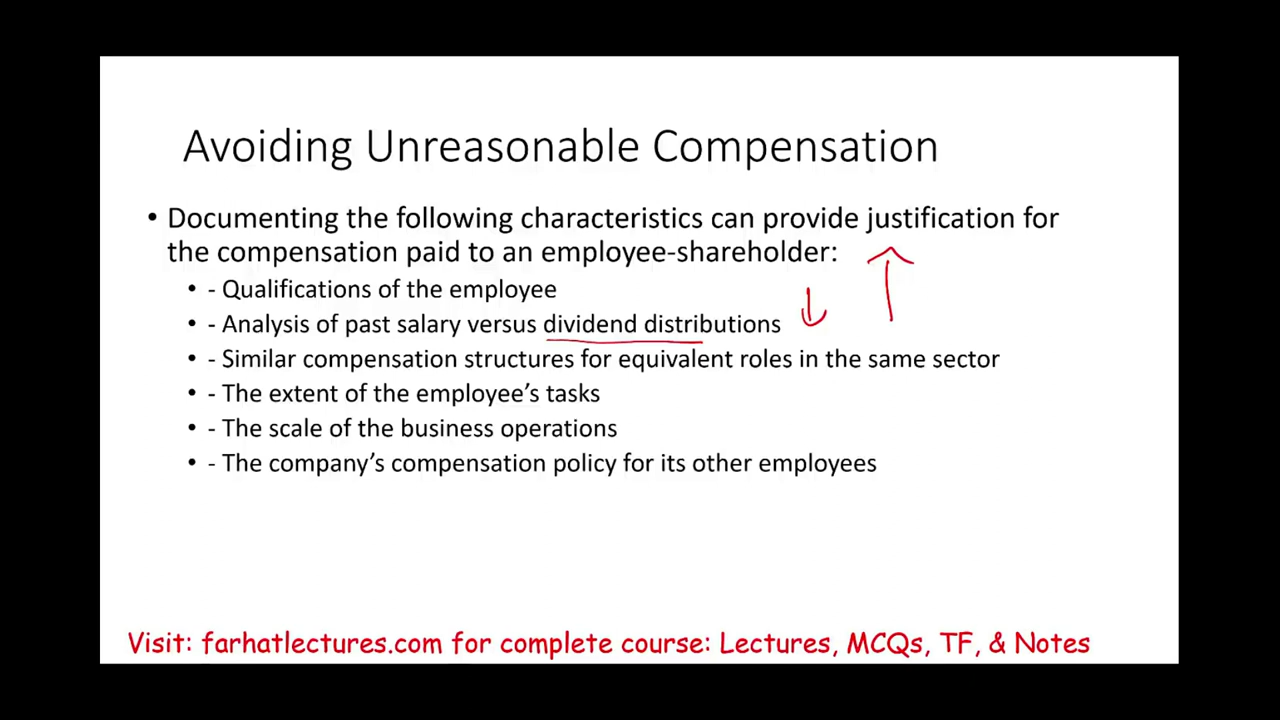 Avoiding Unreasonable Compensation
• Documenting the following characteristics can provide justification for
the compensation paid to an employee-shareholder:
• - Qualifications of the employee
• - Analysis of past salary versus dividend distributions
• - Similar compensation structures for equivalent roles in the same sector
• - The extent of the employee’s tasks
• - The scale of the business operations
• - The company’s compensation policy for its other employees
Visit: farhatlectures.com for complete course: Lectures, MCQs, TF, & Notes